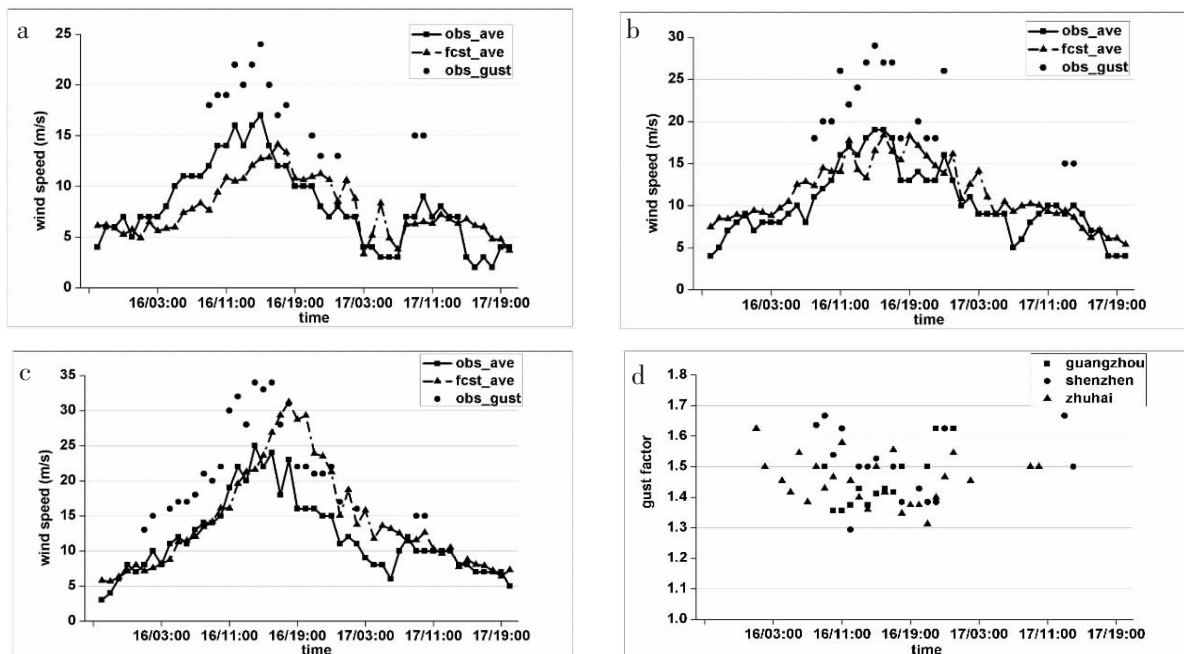 a
wind speed (m/s)
25
20
15
10
5
0
obs_ave
fcst_ave
obs_gust
16/03:00 16/11:00 16/19:00 17/03:00 17/11:00 17/19:00
time
b
wind speed (m/s)
30
25
20
15
10
5
0
obs_ave
fcst_ave
obs_gust
16/03:00 16/11:00 16/19:00 17/03:00 17/11:00 17/19:00
time
c
wind speed (m/s)
35
30
25
20
15
10
5
0
obs_ave
fcst_ave
obs_gust
16/03:00 16/11:00 16/19:00 17/03:00 17/11:00 17/19:00
time
d
gust factor
1.8
1.7
1.6
1.5
1.4
1.3
1.2
1.1
1.0
guangzhou
shenzhen
zhuhai
16/03:00 16/11:00 16/19:00 17/03:00 17/11:00 17/19:00
time